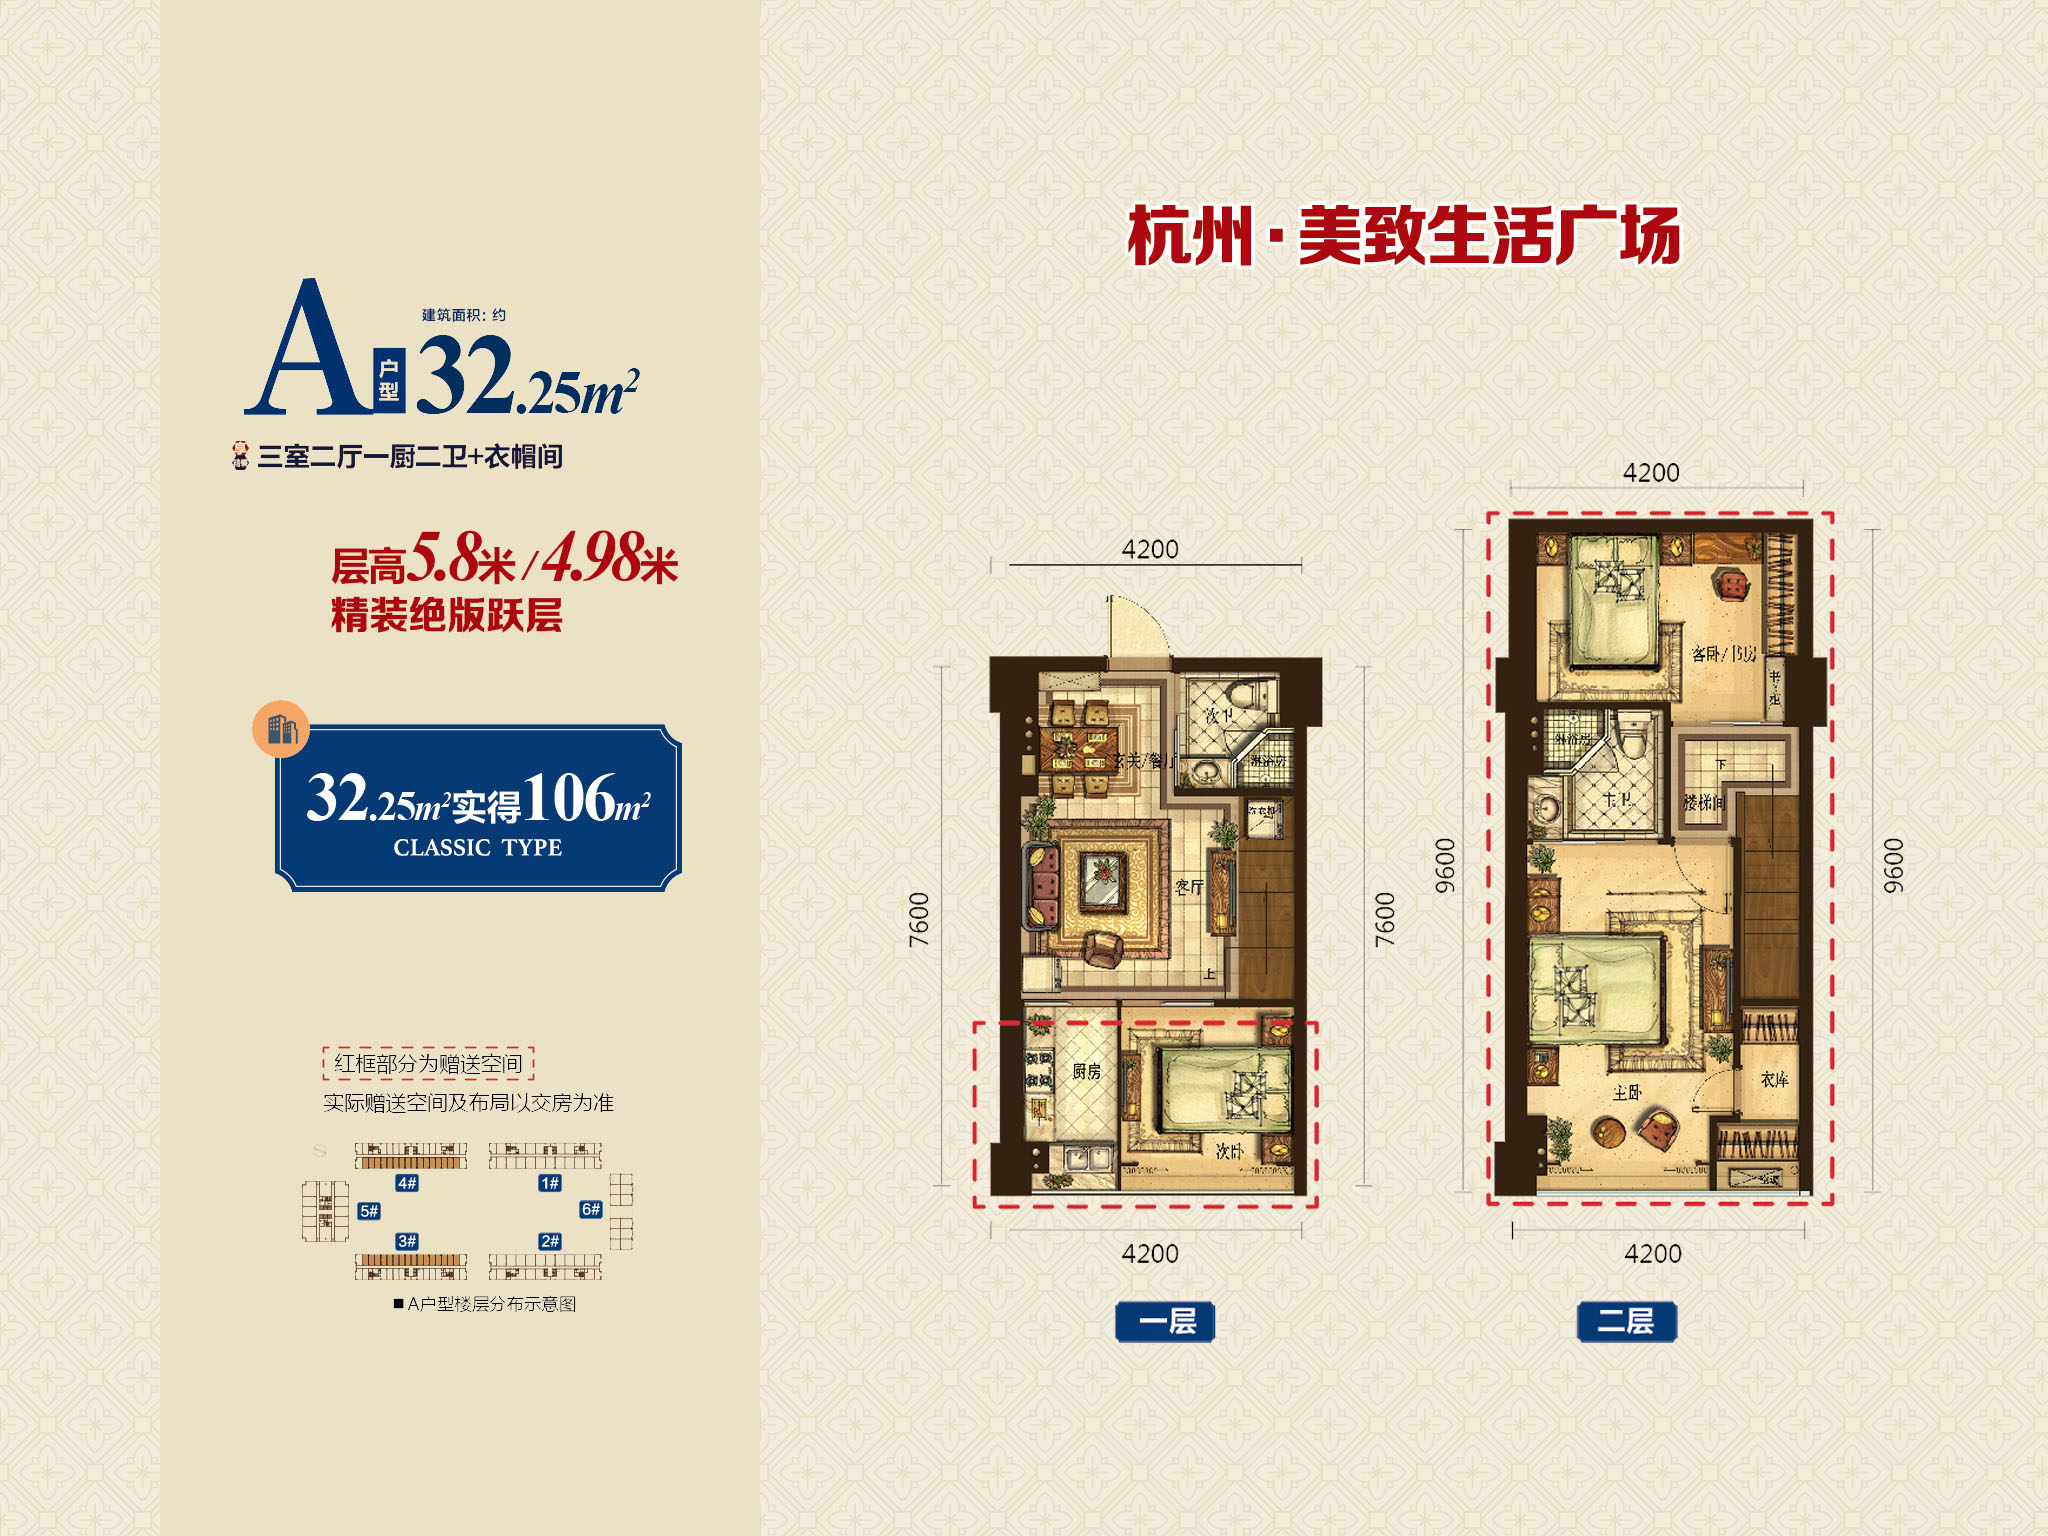 杭州·美致生活广场
A户型
建筑面积：约
32.25m²
三室二厅一厨二卫+衣帽间
层高5.8米/4.98米
精装绝版跃层
32.25m²实得106m²
CLASSIC TYPE
红框部分为赠送空间
实际赠送空间及布局以交房为准
4# 1#
5# 6#
3# 2#
■A户型楼层分布示意图
4200
次卫
玄关/餐厅
淋浴房
洗衣机
客厅
上
7600
7600
厨房
次卧
4200
一层
4200
客卧/书房
淋浴房
下
主卫
楼梯间
9600
9600
衣库
主卧
4200
二层